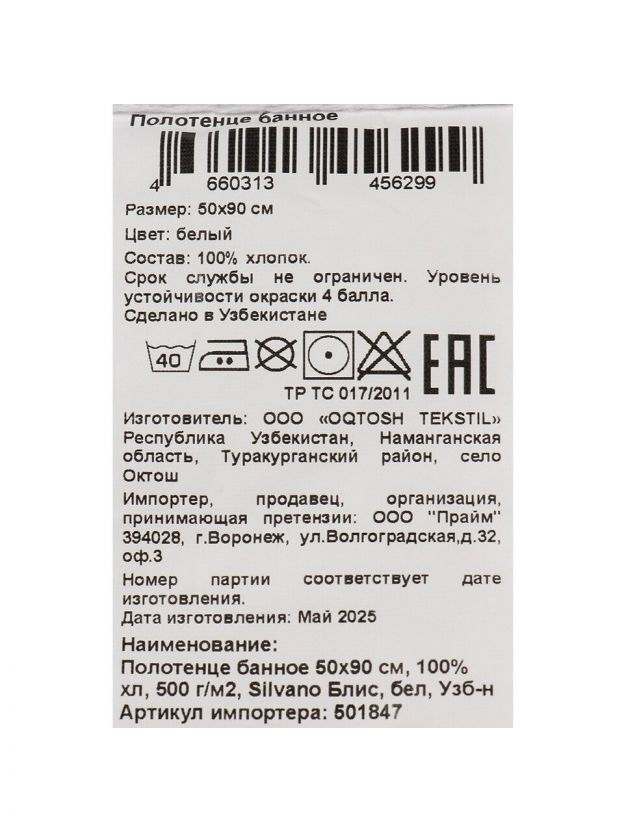 Полотенце банное
4 660313 456299
Размер: 50х90 см
Цвет: белый
Состав: 100% хлопок.
Срок службы не ограничен. Уровень
устойчивости окраски 4 балла.
Сделано в Узбекистане
40
EAC
ТР ТС 017/2011
Изготовитель: ООО «OQTOSH TEKSTIL»
Республика Узбекистан, Наманганская
область, Туракурганский район, село
Октош
Импортер, продавец, организация,
принимающая претензии: ООО "Прайм"
394028, г.Воронеж, ул.Волгоградская,д.32,
оф.3
Номер партии соответствует дате
изготовления.
Дата изготовления: Май 2025
Наименование:
Полотенце банное 50х90 см, 100%
хл, 500 г/м2, Silvano Блис, бел, Узб-н
Артикул импортера: 501847